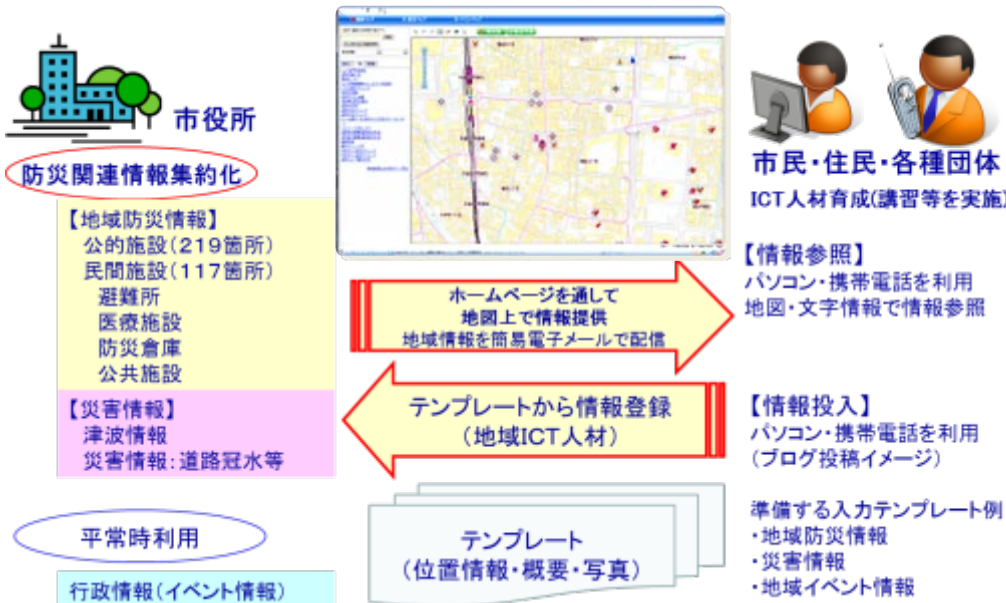 市役所
防災関連情報集約化
【地域防災情報】
公的施設(219箇所)
民間施設(117箇所)
避難所
医療施設
防災倉庫
公共施設
【災害情報】
津波情報
災害情報:道路冠水等
平常時利用
行政情報(イベント情報)
ホームページを通して
地図上で情報提供
地域情報を簡易電子メールで配信
テンプレートから情報登録
(地域ICT人材)
テンプレート
(位置情報・概要・写真)
市民・住民・各種団体
ICT人材育成(講習等を実施)
【情報参照】
パソコン・携帯電話を利用
地図・文字情報で情報参照
【情報投入】
パソコン・携帯電話を利用
(ブログ投稿イメージ)
準備する入力テンプレート例
・地域防災情報
・災害情報
・地域イベント情報